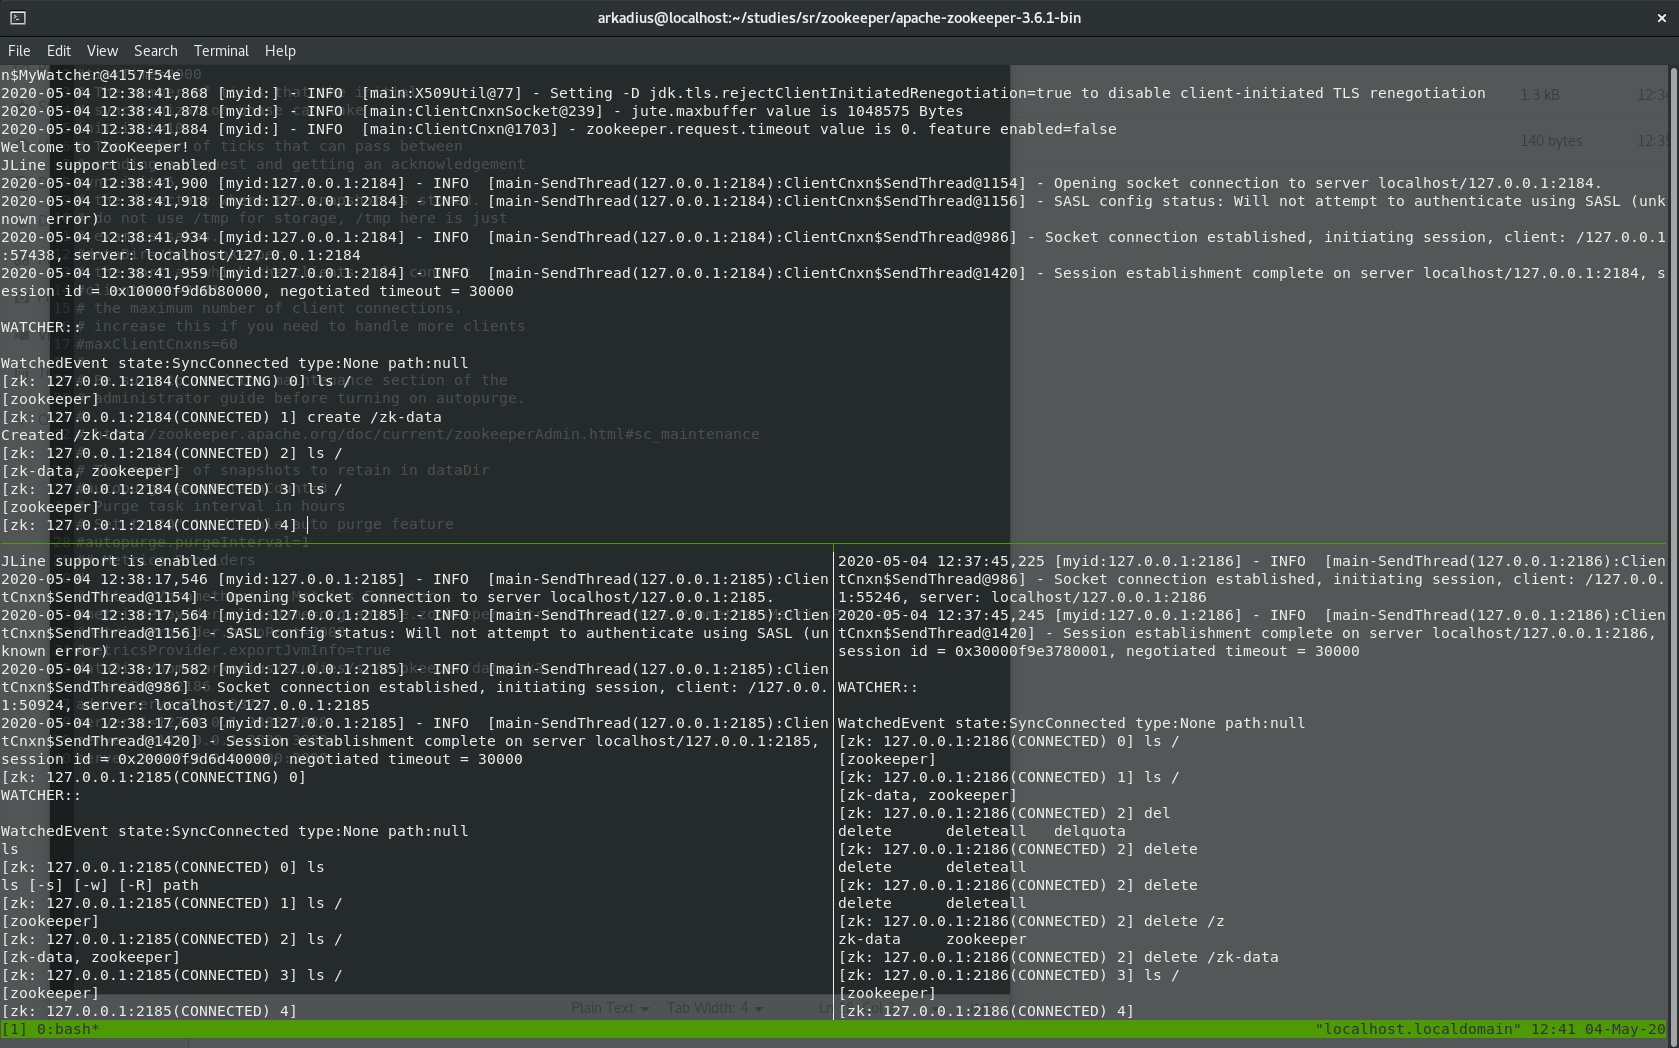 arkadius@localhost:~/studies/sr/zookeeper/apache-zookeeper-3.6.1-bin
File Edit View Search Terminal Help
n$MyWatcher@4157f54e
2020-05-04 12:38:41,868 [myid:] - INFO  [main:X509Util@77] - Setting -D jdk.tls.rejectClientInitiatedRenegotiation=true to disable client-initiated TLS renegotiation
2020-05-04 12:38:41,878 [myid:] - INFO  [main:ClientCnxnSocket@239] - jute.maxbuffer value is 1048575 Bytes
2020-05-04 12:38:41,884 [myid:] - INFO  [main:ClientCnxn@1703] - zookeeper.request.timeout value is 0. feature enabled=false
Welcome to ZooKeeper!
JLine support is enabled
2020-05-04 12:38:41,900 [myid:127.0.0.1:2184] - INFO  [main-SendThread(127.0.0.1:2184):ClientCnxn$SendThread@1154] - Opening socket connection to server localhost/127.0.0.1:2184.
2020-05-04 12:38:41,918 [myid:127.0.0.1:2184] - INFO  [main-SendThread(127.0.0.1:2184):ClientCnxn$SendThread@1156] - SASL config status: Will not attempt to authenticate using SASL (unk
nown error)
2020-05-04 12:38:41,934 [myid:127.0.0.1:2184] - INFO  [main-SendThread(127.0.0.1:2184):ClientCnxn$SendThread@986] - Socket connection established, initiating session, client: /127.0.0.1
:57438, server: localhost/127.0.0.1:2184
2020-05-04 12:38:41,959 [myid:127.0.0.1:2184] - INFO  [main-SendThread(127.0.0.1:2184):ClientCnxn$SendThread@1420] - Session establishment complete on server localhost/127.0.0.1:2184, s
ession id = 0x10000f9d6b80000, negotiated timeout = 30000
WATCHER::
WatchedEvent state:SyncConnected type:None path:null
[zk: 127.0.0.1:2184(CONNECTING) 0] ls /
[zookeeper]
[zk: 127.0.0.1:2184(CONNECTED) 1] create /zk-data
Created /zk-data
[zk: 127.0.0.1:2184(CONNECTED) 2] ls /
[zk-data, zookeeper]
[zk: 127.0.0.1:2184(CONNECTED) 3] ls /
[zookeeper]
[zk: 127.0.0.1:2184(CONNECTED) 4]
JLine support is enabled
2020-05-04 12:38:17,546 [myid:127.0.0.1:2185] - INFO  [main-SendThread(127.0.0.1:2185):Clien
tCnxn$SendThread@1154] - Opening socket connection to server localhost/127.0.0.1:2185.
2020-05-04 12:38:17,564 [myid:127.0.0.1:2185] - INFO  [main-SendThread(127.0.0.1:2185):Clien
tCnxn$SendThread@1156] - SASL config status: Will not attempt to authenticate using SASL (un
known error)
2020-05-04 12:38:17,582 [myid:127.0.0.1:2185] - INFO  [main-SendThread(127.0.0.1:2185):Clien
tCnxn$SendThread@986] - Socket connection established, initiating session, client: /127.0.0.
1:50924, server: localhost/127.0.0.1:2185
2020-05-04 12:38:17,603 [myid:127.0.0.1:2185] - INFO  [main-SendThread(127.0.0.1:2185):Clien
tCnxn$SendThread@1420] - Session establishment complete on server localhost/127.0.0.1:2185,
session id = 0x20000f9d6d40000, negotiated timeout = 30000
[zk: 127.0.0.1:2185(CONNECTING) 0]
WATCHER::
WatchedEvent state:SyncConnected type:None path:null
ls
[zk: 127.0.0.1:2185(CONNECTED) 0] ls
ls [-s] [-w] [-R] path
[zk: 127.0.0.1:2185(CONNECTED) 1] ls /
[zookeeper]
[zk: 127.0.0.1:2185(CONNECTED) 2] ls /
[zk-data, zookeeper]
[zk: 127.0.0.1:2185(CONNECTED) 3] ls /
[zookeeper]
[zk: 127.0.0.1:2185(CONNECTED) 4]
2020-05-04 12:37:45,225 [myid:127.0.0.1:2186] - INFO  [main-SendThread(127.0.0.1:2186):Clien
tCnxn$SendThread@986] - Socket connection established, initiating session, client: /127.0.0.
1:55246, server: localhost/127.0.0.1:2186
2020-05-04 12:37:45,245 [myid:127.0.0.1:2186] - INFO  [main-SendThread(127.0.0.1:2186):Clien
tCnxn$SendThread@1420] - Session establishment complete on server localhost/127.0.0.1:2186,
session id = 0x30000f9e3780001, negotiated timeout = 30000
WATCHER::
WatchedEvent state:SyncConnected type:None path:null
[zk: 127.0.0.1:2186(CONNECTED) 0] ls /
[zookeeper]
[zk: 127.0.0.1:2186(CONNECTED) 1] ls /
[zk-data, zookeeper]
[zk: 127.0.0.1:2186(CONNECTED) 2] del
delete      deleteall   delquota
[zk: 127.0.0.1:2186(CONNECTED) 2] delete
delete      deleteall
[zk: 127.0.0.1:2186(CONNECTED) 2] delete
delete      deleteall
[zk: 127.0.0.1:2186(CONNECTED) 2] delete /z
zk-data     zookeeper
[zk: 127.0.0.1:2186(CONNECTED) 2] delete /zk-data
[zk: 127.0.0.1:2186(CONNECTED) 3] ls /
[zookeeper]
[zk: 127.0.0.1:2186(CONNECTED) 4]
[1] 0:bash*
"localhost.localdomain" 12:41 04-May-20